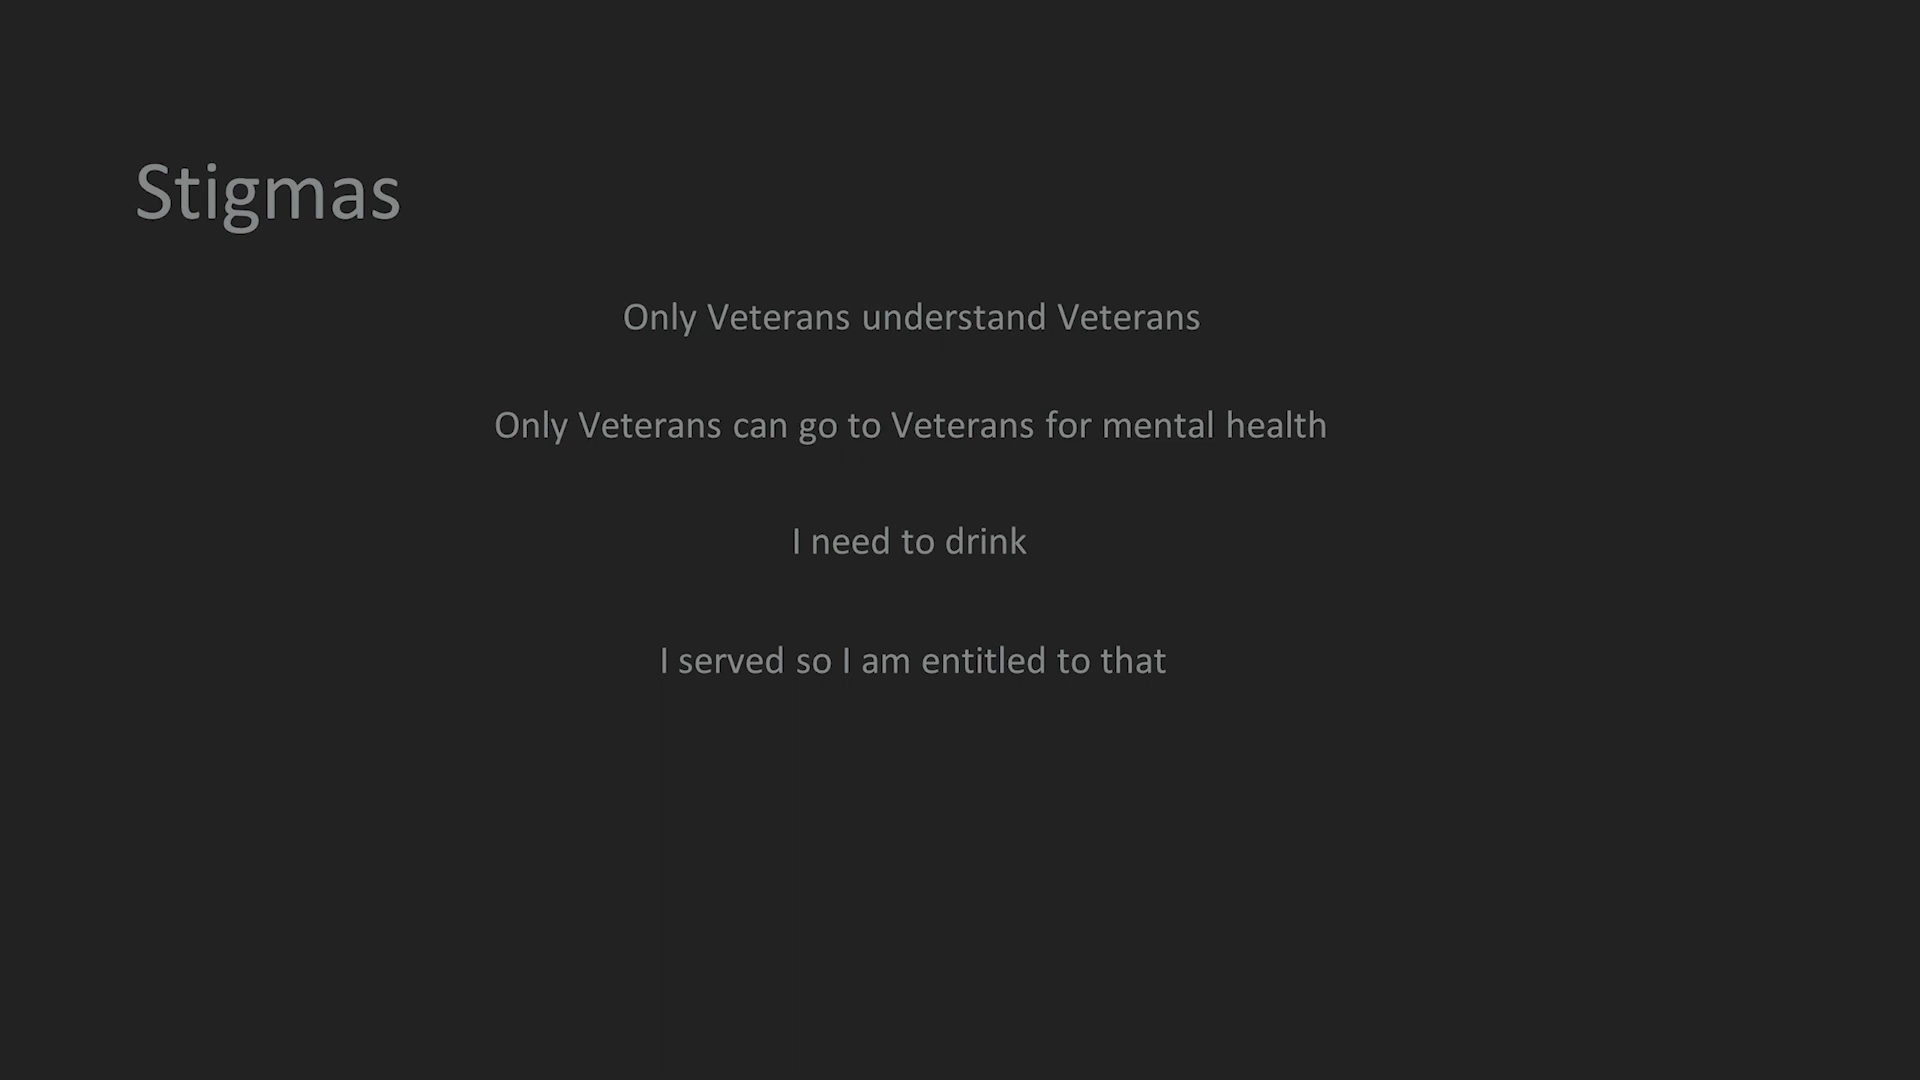 Stigmas
Only Veterans understand Veterans
Only Veterans can go to Veterans for mental health
I need to drink
I served so I am entitled to that